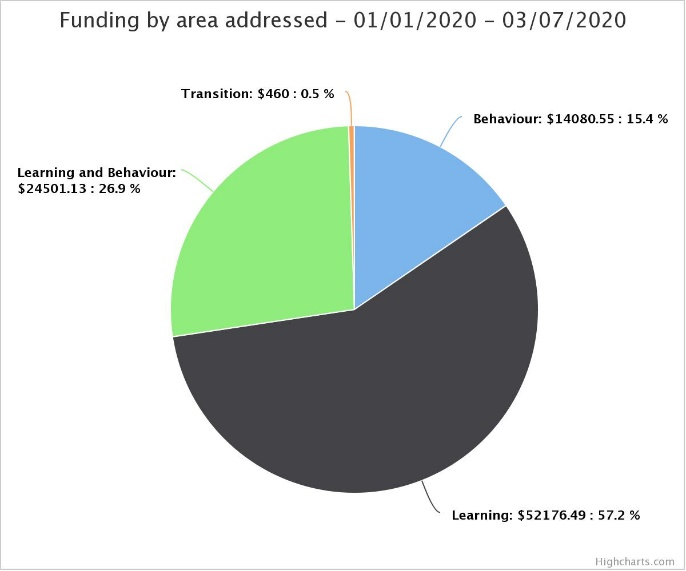 Funding by area addressed - 01/01/2020 - 03/07/2020
Transition: $460 : 0.5 %
Behaviour: $14080.55 : 15.4 %
Learning and Behaviour:
$24501.13 : 26.9 %
Learning: $52176.49 : 57.2 %
Highcharts.com